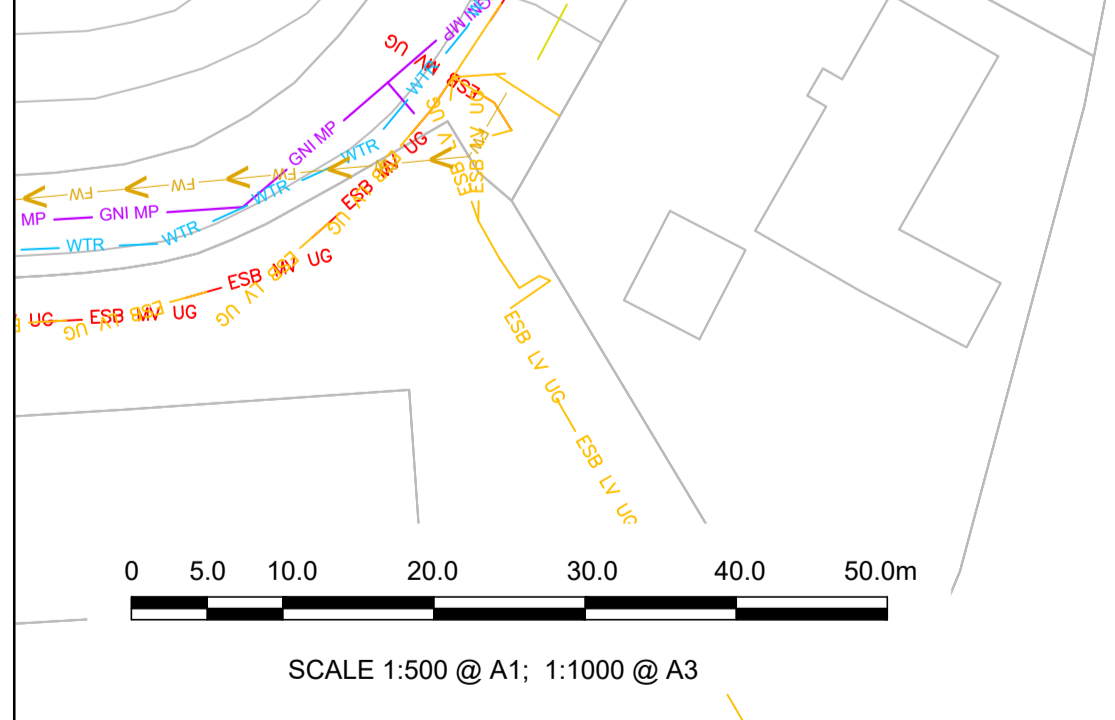 GNI MP
UG
MV
ESB
WTR
GNI MP
WTR
ESB MV UG
ESB LV UG
ESB MV UG
FW
FW
FW
WTR
MP
GNI MP
WTR
WTR
ESB MV UG
ESB LV UG
UG
ESB MV UG
ESB LV UG
ESB LV UG
ESB LV UG
0 5.0 10.0 20.0 30.0 40.0 50.0m
SCALE 1:500 @ A1; 1:1000 @ A3